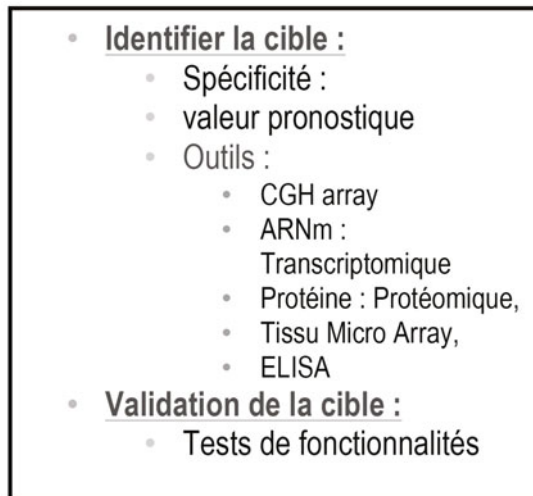 • Identifier la cible :
• Spécificité :
• valeur pronostique
• Outils :
• CGH array
• ARNm :
Transcriptomique
• Protéine : Protéomique,
• Tissu Micro Array,
• ELISA
• Validation de la cible :
• Tests de fonctionnalités